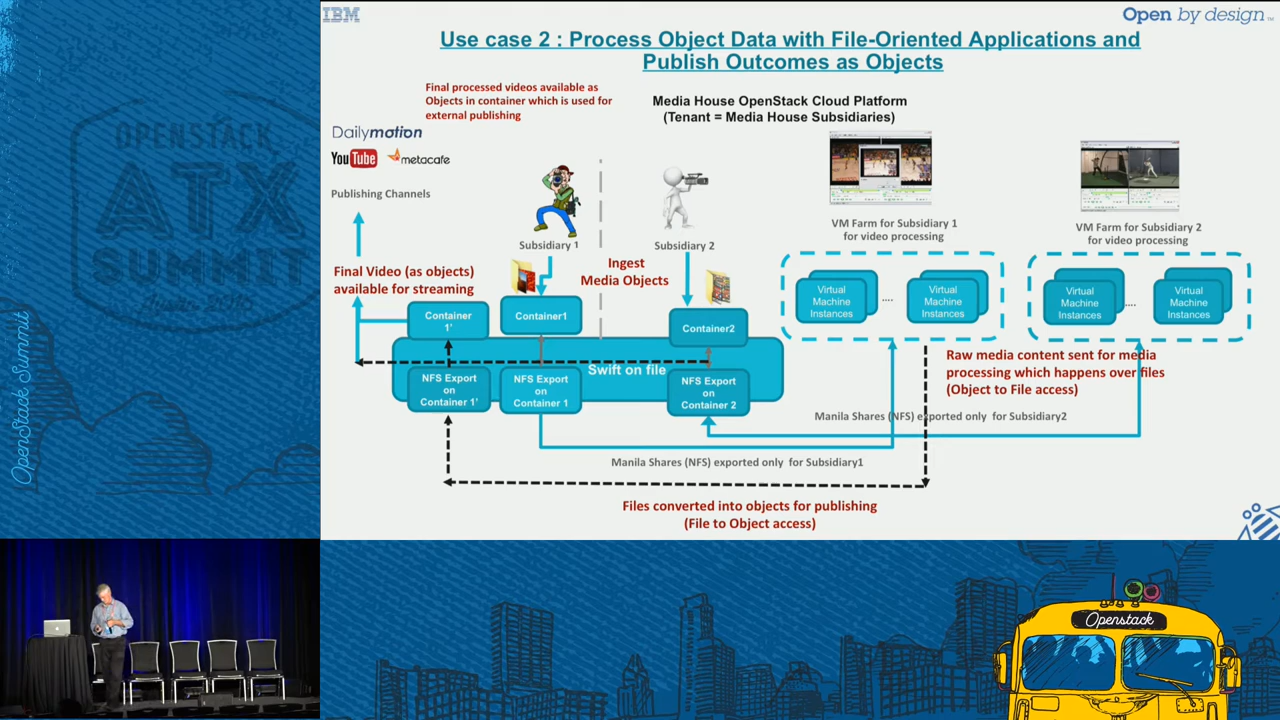 IBM
Open by design™
Use case 2 : Process Object Data with File-Oriented Applications and
Publish Outcomes as Objects
Final processed videos available as
Objects in container which is used for
external publishing
Media House OpenStack Cloud Platform
(Tenant = Media House Subsidiaries)
Dailymotion
YouTube
metacafe
Publishing Channels
Subsidiary 1
Subsidiary 2
VM Farm for Subsidiary 1
for video processing
VM Farm for Subsidiary 2
for video processing
Final Video (as objects)
available for streaming
Ingest
Media Objects
Container
1'
Container1
Container2
Virtual
Machine
Instances
....
Virtual
Machine
Instances
Virtual
Machine
Instances
....
Virtual
Machine
Instances
Swift on file
NFS Export
on
Container 1'
NFS Export
on
Container 1
NFS Export
on
Container 2
Raw media content sent for media
processing which happens over files
(Object to File access)
Manila Shares (NFS) exported only for Subsidiary2
Manila Shares (NFS) exported only for Subsidiary1
Files converted into objects for publishing
(File to Object access)
OpenStack Summit
OPENSTACK
SUMMIT
Openstack